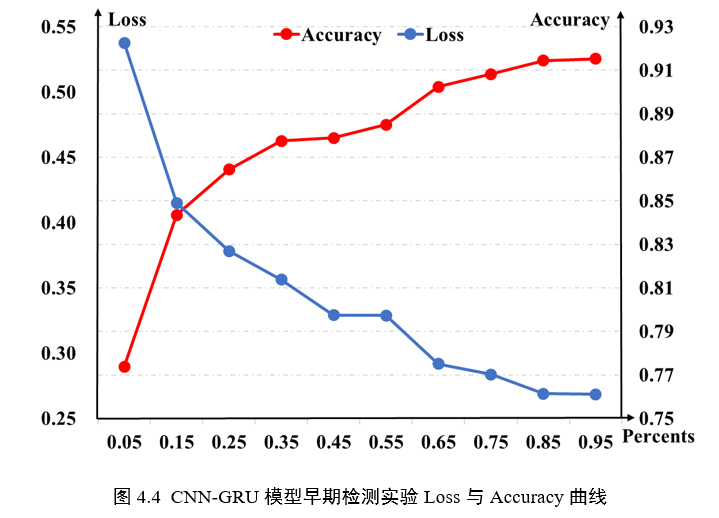 Loss
Accuracy
Accuracy
Loss
0.55
0.50
0.45
0.40
0.35
0.30
0.25
0.93
0.91
0.89
0.87
0.85
0.83
0.81
0.79
0.77
0.75
0.05 0.15 0.25 0.35 0.45 0.55 0.65 0.75 0.85 0.95
Percents
图 4.4 CNN-GRU 模型早期检测实验 Loss 与 Accuracy 曲线